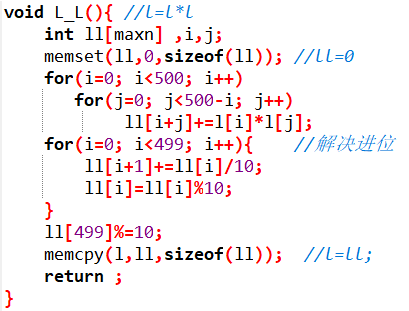 void L_L(){ //l=l*l
    int ll[maxn] ,i,j;
    memset(ll,0,sizeof(ll)); //ll=0
    for(i=0; i<500; i++)
        for(j=0; j<500-i; j++)
            ll[i+j]+=l[i]*l[j];
    for(i=0; i<499; i++){    //解决进位
        ll[i+1]+=ll[i]/10;
        ll[i]=ll[i]%10;
    }
    ll[499]%=10;
    memcpy(l,ll,sizeof(ll));  //l=ll;
    return ;
}